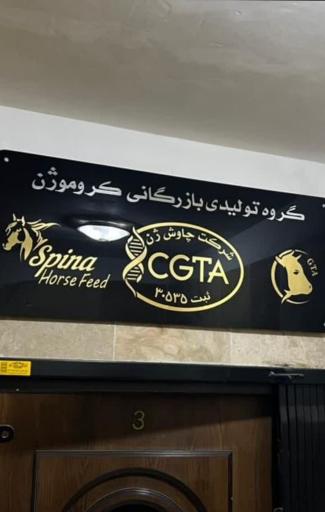 گروه تولیدی بازرگانی کروموژن
Spina
Horse Feed
شرکت چاوش ژن
CGTA
ثبت ۳۰۵۳۵
GTA
3